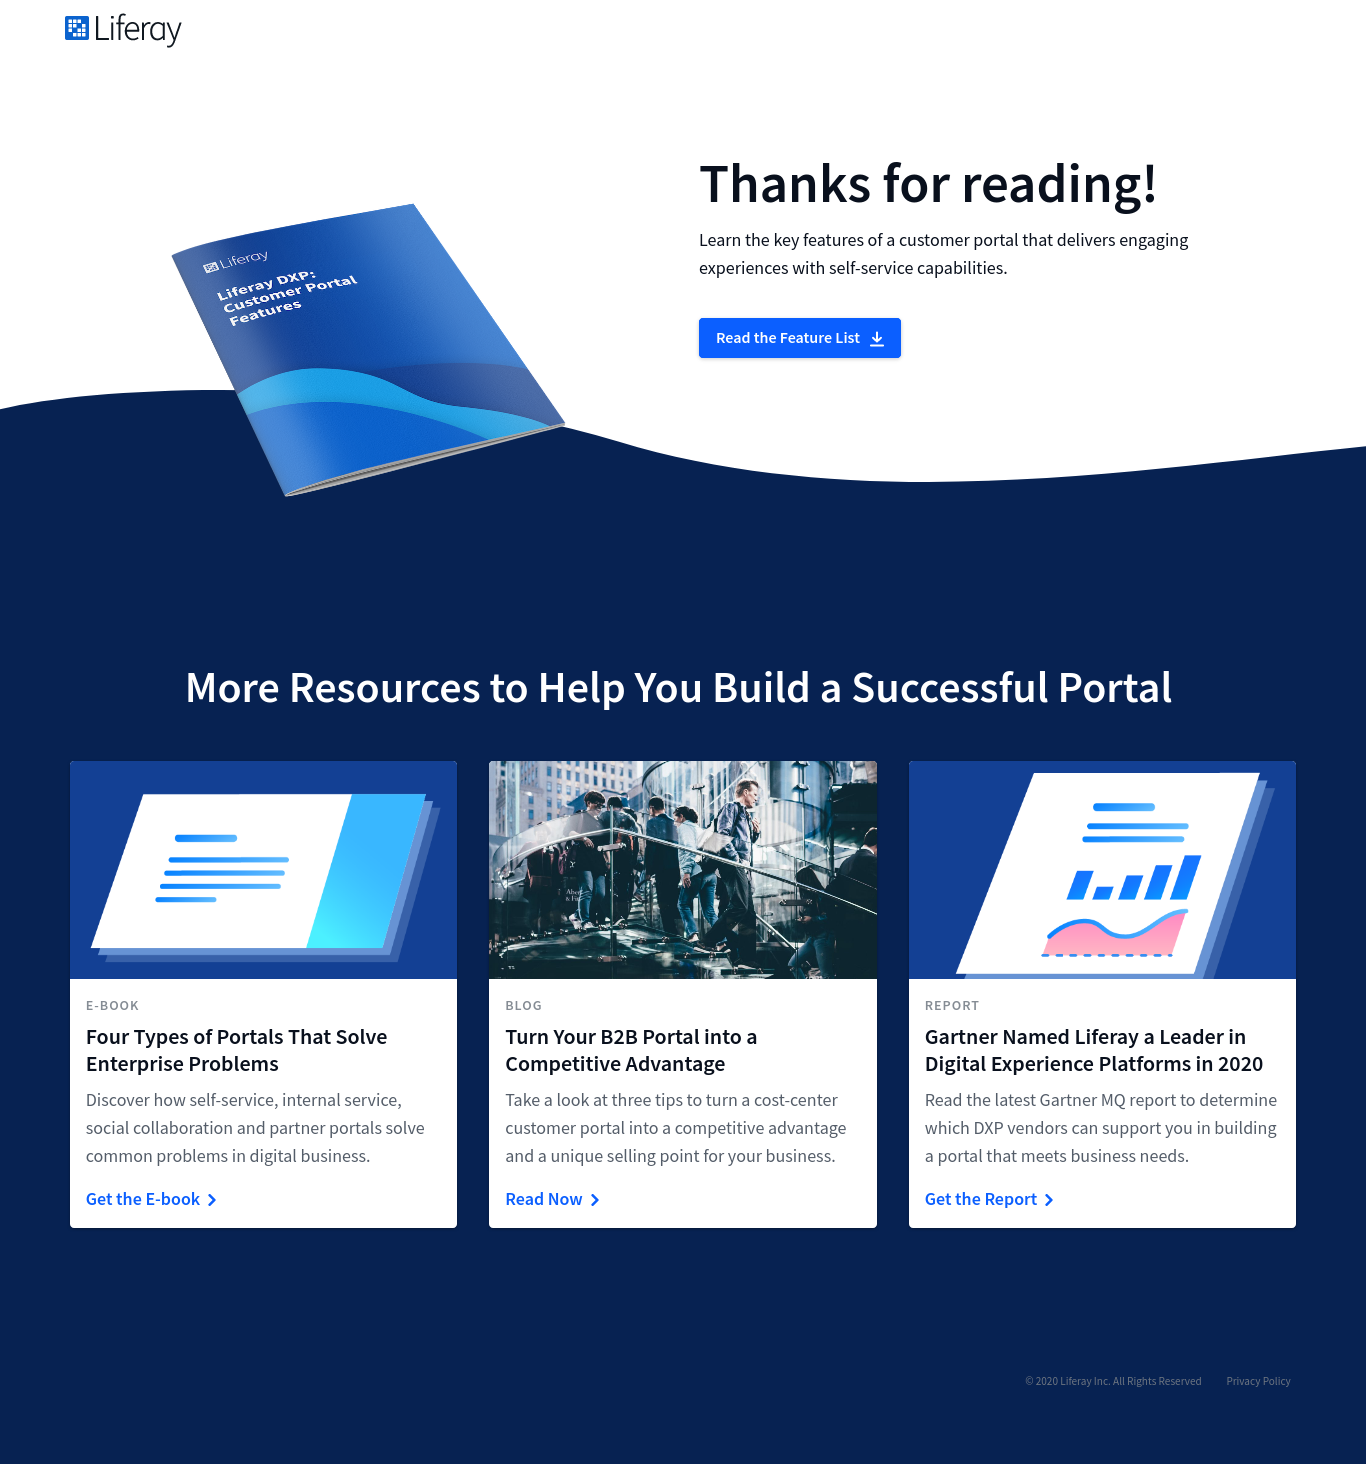 Liferay
Thanks for reading!
Learn the key features of a customer portal that delivers engaging
experiences with self-service capabilities.
Read the Feature List
Liferay
Liferay DXP:
Customer Portal
Features
More Resources to Help You Build a Successful Portal
E-BOOK
Four Types of Portals That Solve
Enterprise Problems
Discover how self-service, internal service,
social collaboration and partner portals solve
common problems in digital business.
Get the E-book
BLOG
Turn Your B2B Portal into a
Competitive Advantage
Take a look at three tips to turn a cost-center
customer portal into a competitive advantage
and a unique selling point for your business.
Read Now
REPORT
Gartner Named Liferay a Leader in
Digital Experience Platforms in 2020
Read the latest Gartner MQ report to determine
which DXP vendors can support you in building
a portal that meets business needs.
Get the Report
© 2020 Liferay Inc. All Rights Reserved
Privacy Policy